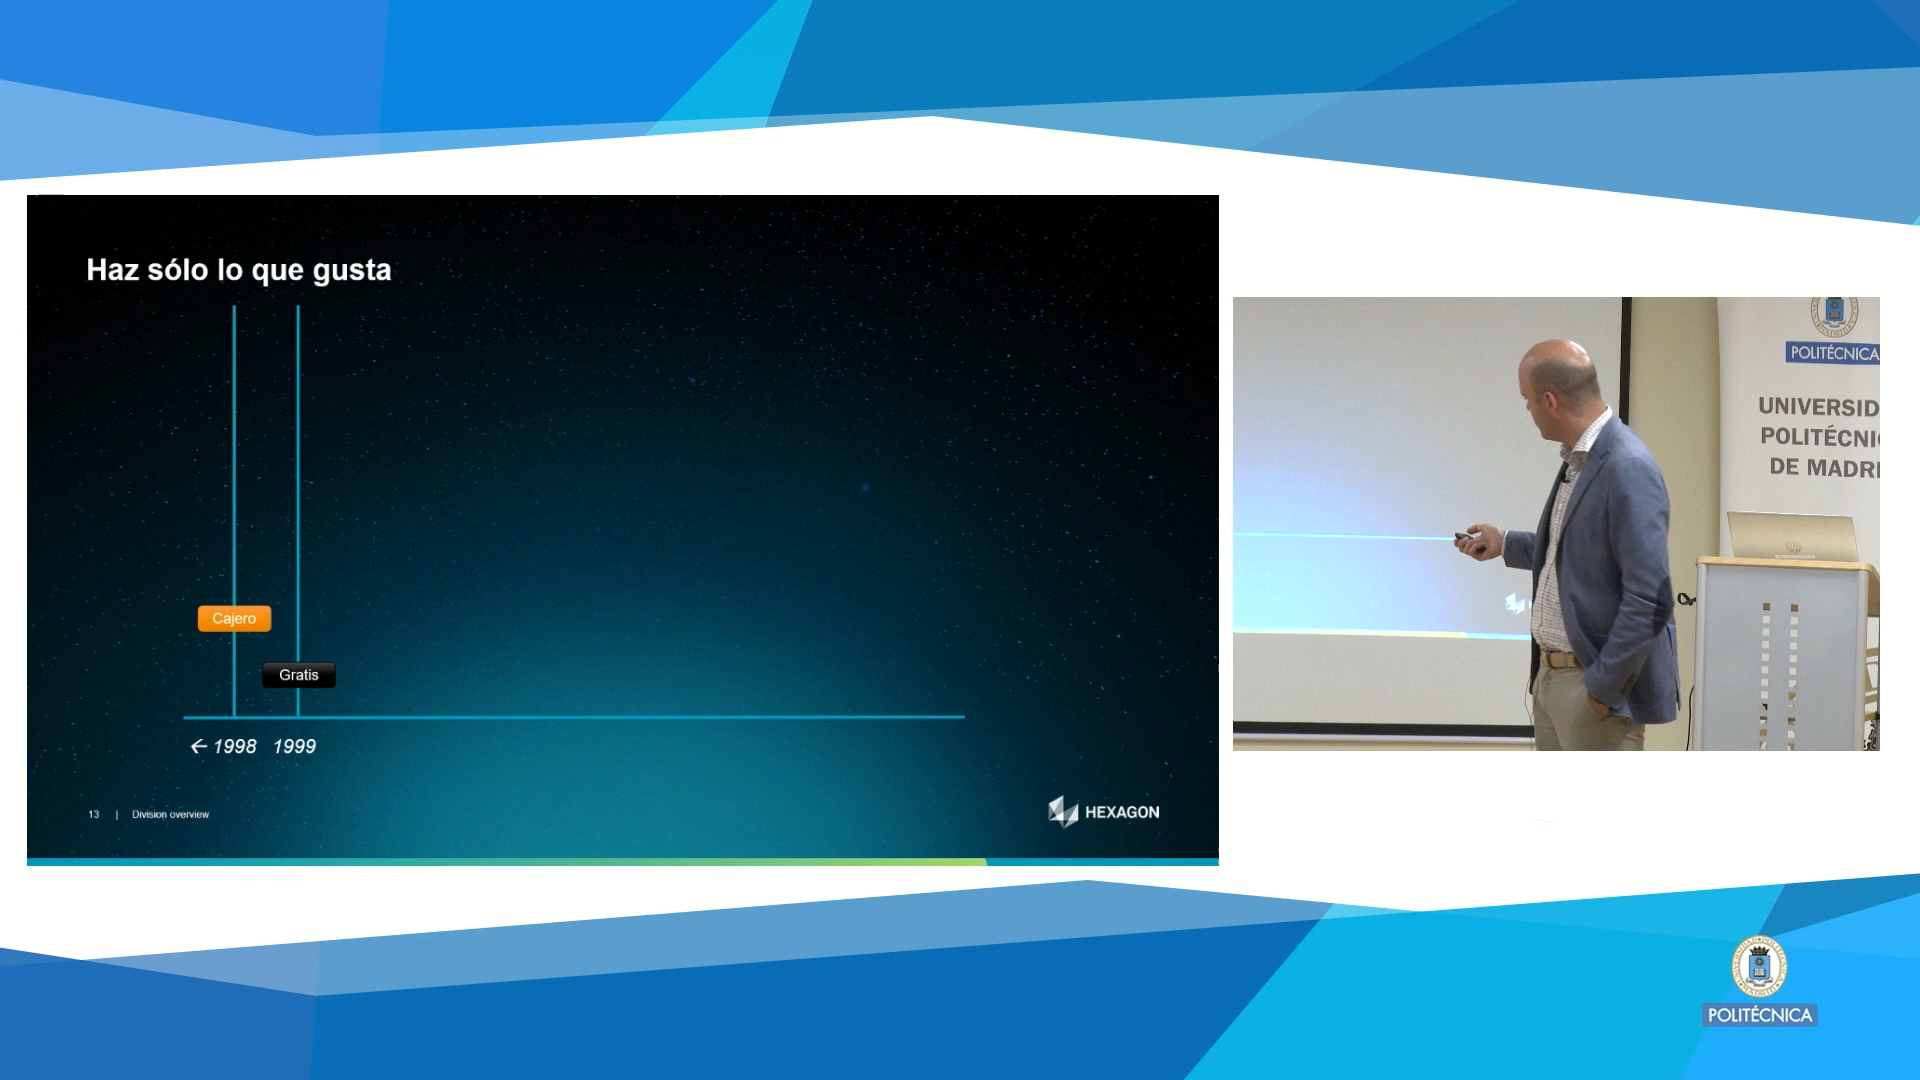 Haz sólo lo que gusta
Cajero
Gratis
← 1998 1999
13 | Division overview
HEXAGON
POLITÉCNICA
UNIVERSID
POLITÉCNI
DE MADRI
POLITÉCNICA